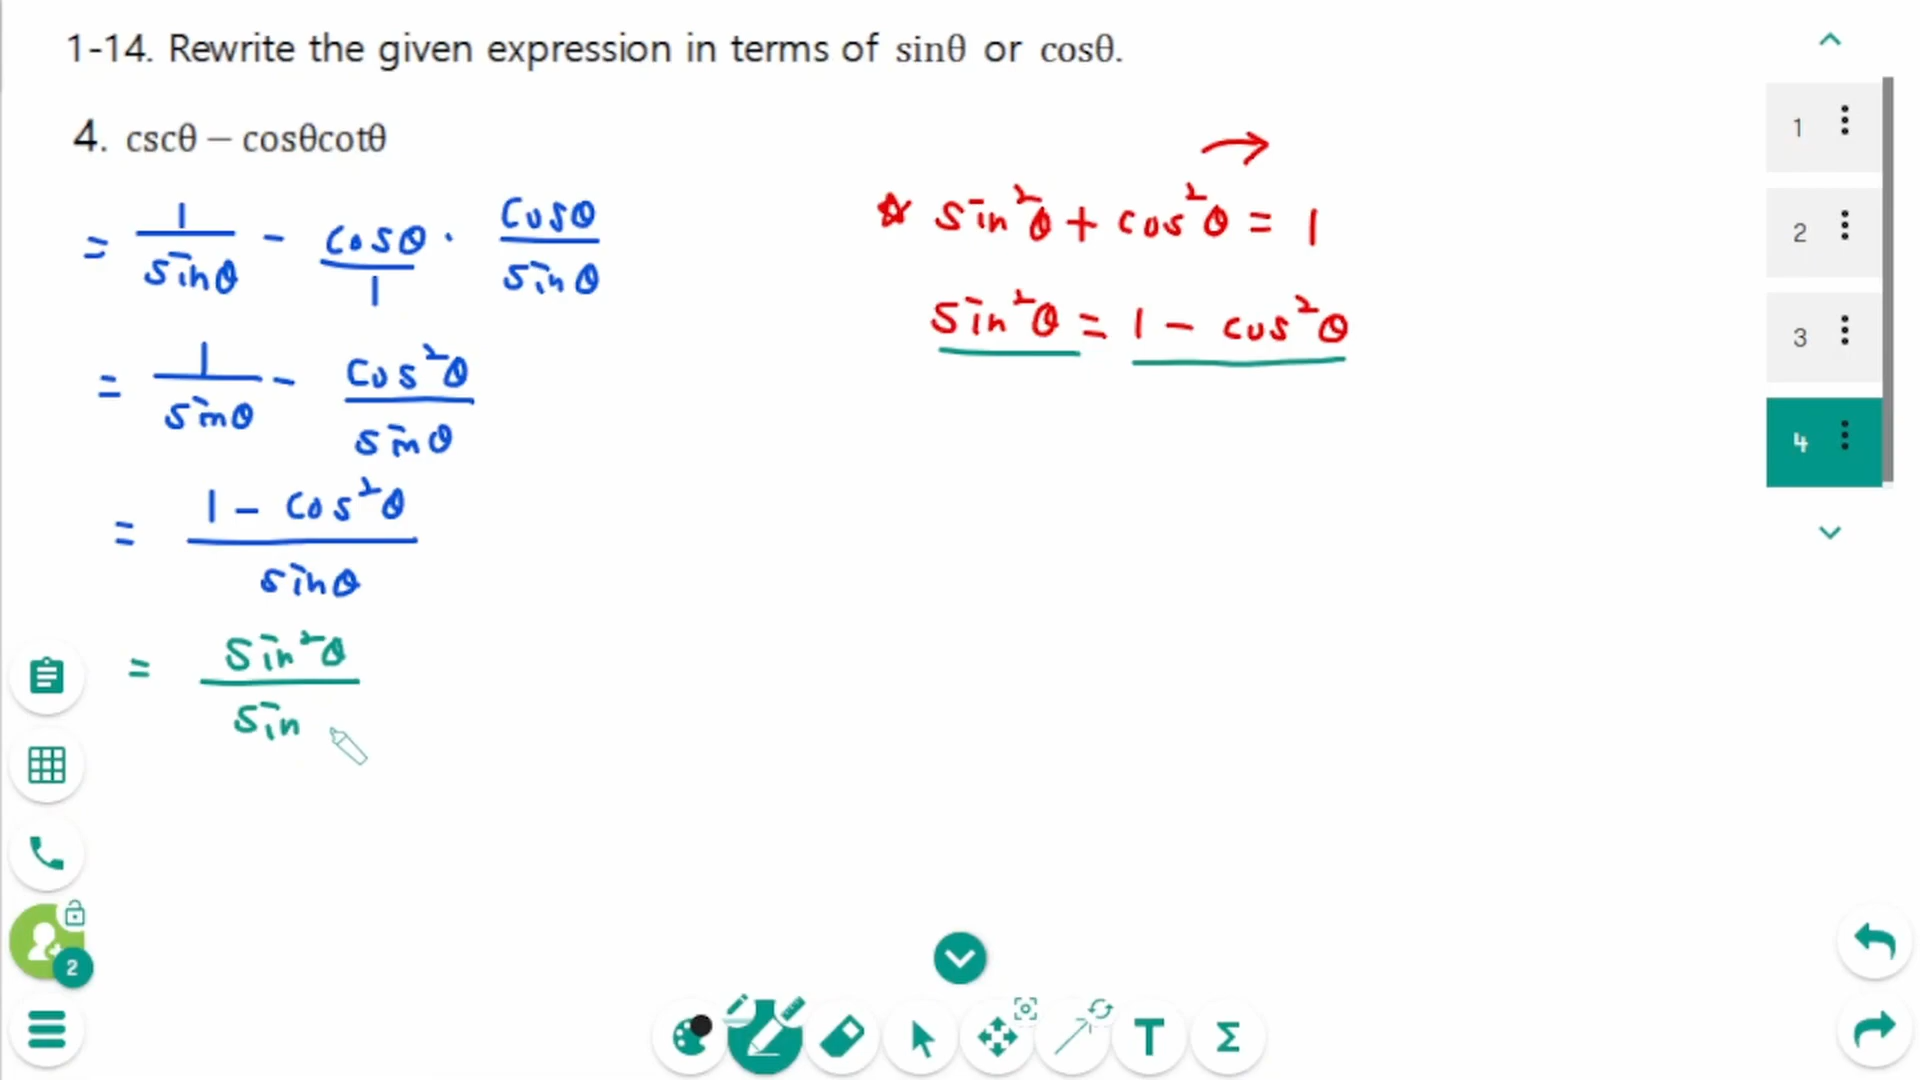 1-14. Rewrite the given expression in terms of sinθ or cosθ.
4. cscθ – cosθcotθ
= 1/sinθ - cosθ/1 · cosθ/sinθ
= 1/sinθ - cos²θ/sinθ
= 1 - cos²θ/sinθ
= sin²θ/sin
☆ sin²θ + cos²θ = 1
sin²θ = 1 - cos²θ
1
2
3
4
2
T
Σ